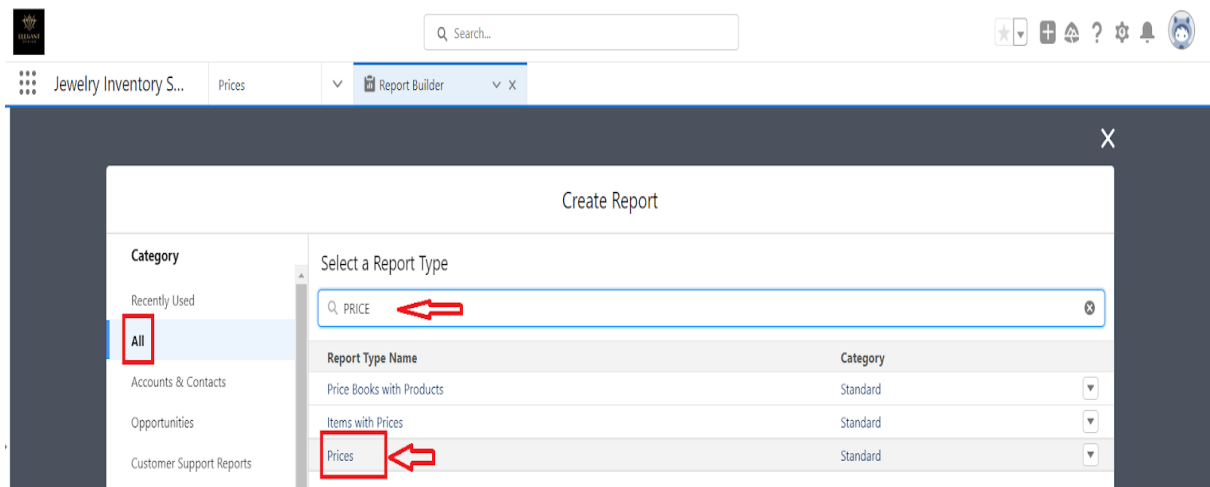 ELEGANT
Search...
Jewelry Inventory S...
Prices
Report Builder
X
X
Create Report
Category
Recently Used
All
Accounts & Contacts
Opportunities
Customer Support Reports
Select a Report Type
PRICE
Report Type Name Category
Price Books with Products Standard
Items with Prices Standard
Prices Standard